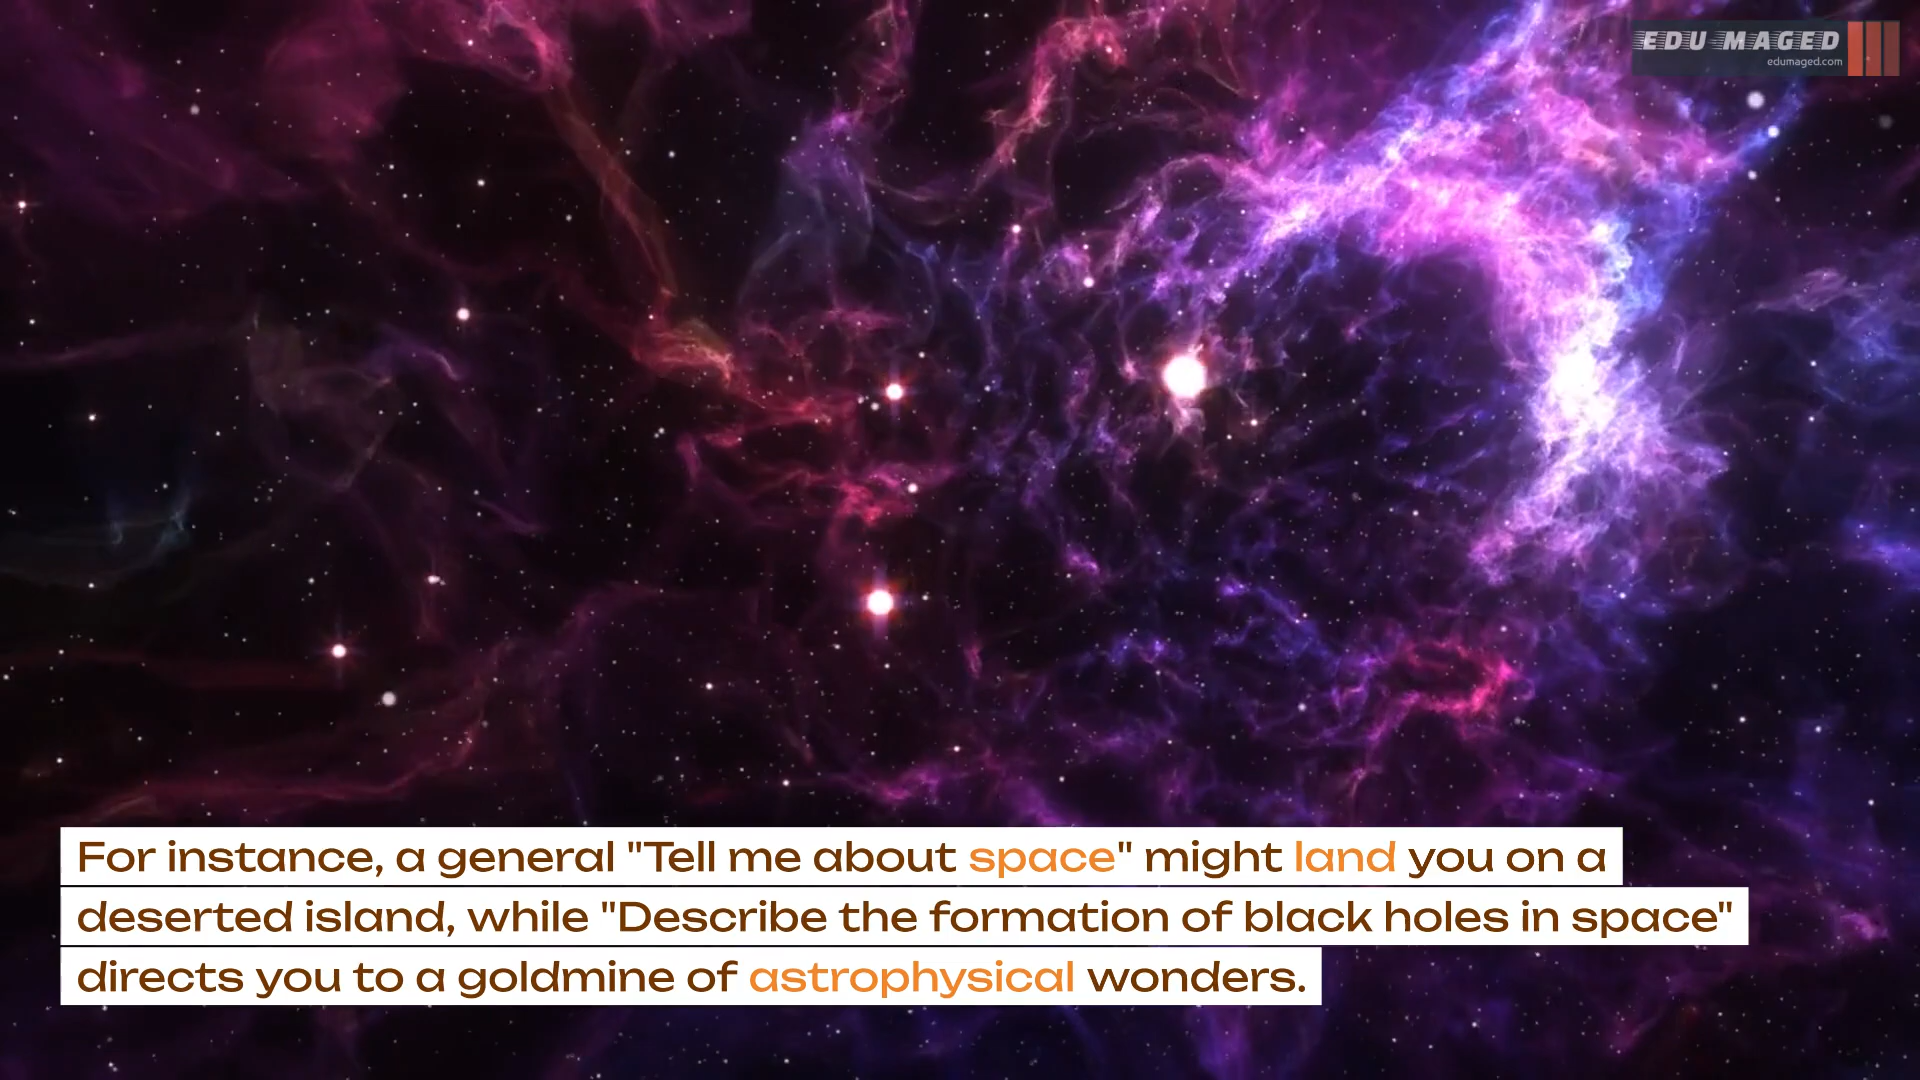 EDU MAGED
edumaged.com
For instance, a general "Tell me about space" might land you on a
deserted island, while "Describe the formation of black holes in space"
directs you to a goldmine of astrophysical wonders.